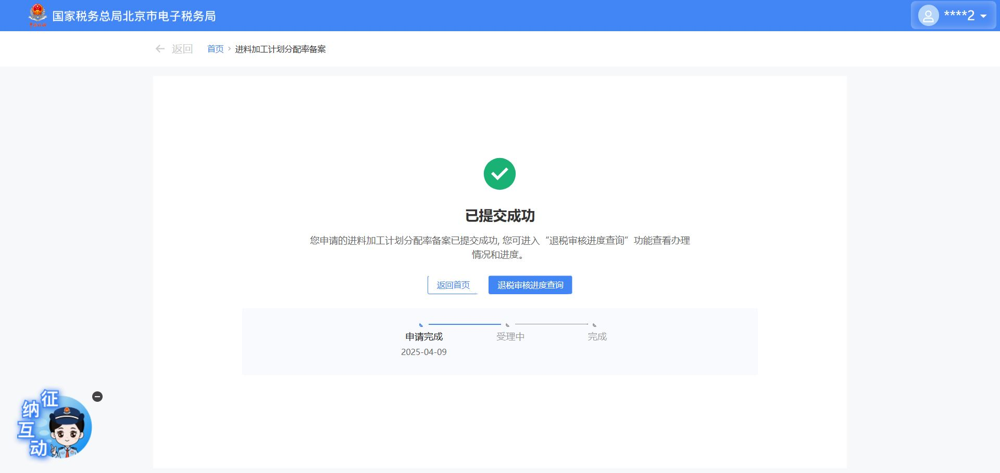 国家税务总局北京市电子税务局
****2
返回 首页 > 进料加工计划分配率备案
已提交成功
您申请的进料加工计划分配率备案已提交成功, 您可进入“退税审核进度查询”功能查看办理
情况和进度。
返回首页 退税审核进度查询
申请完成 受理中 完成
2025-04-09
征
纳
互
动